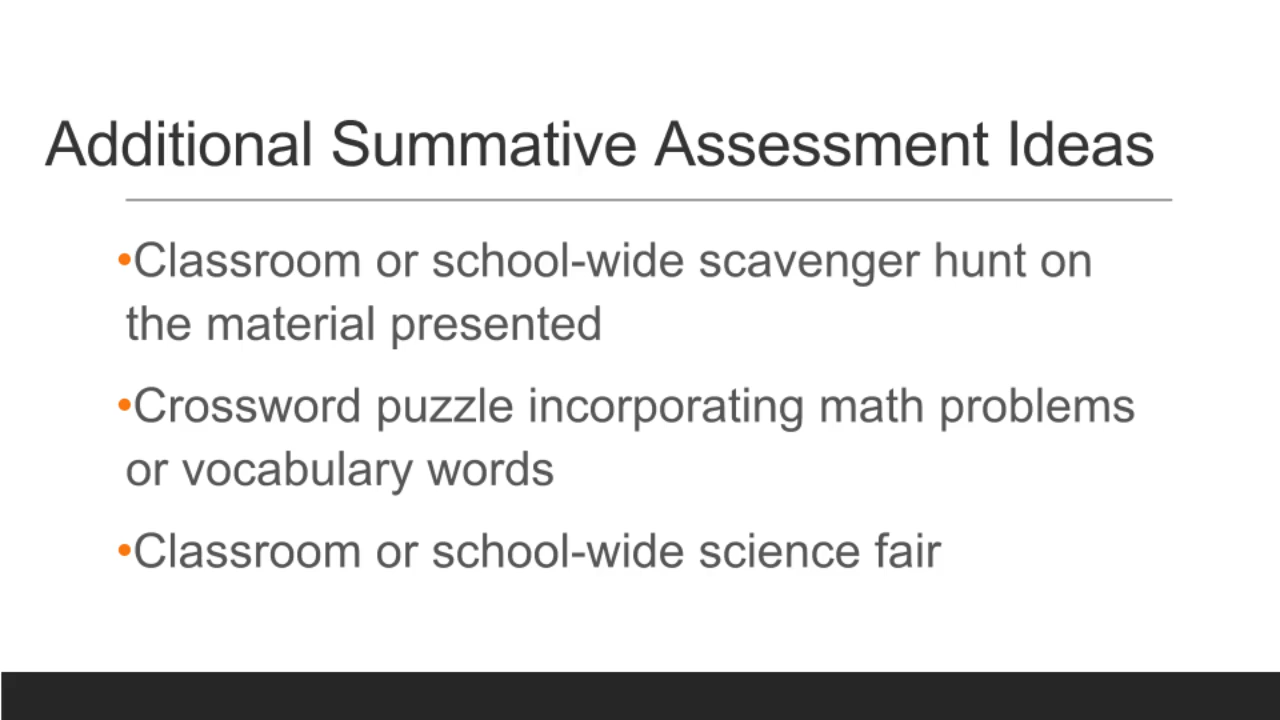 Additional Summative Assessment Ideas
•Classroom or school-wide scavenger hunt on
the material presented
•Crossword puzzle incorporating math problems
or vocabulary words
•Classroom or school-wide science fair